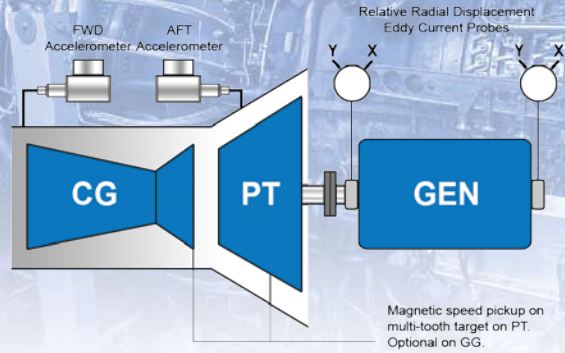 Relative Radial Displacement
Eddy Current Probes
FWD
Accelerometer
AFT
Accelerometer
Y X
Y X
CG
PT
GEN
Magnetic speed pickup on
multi-tooth target on PT.
Optional on GG.